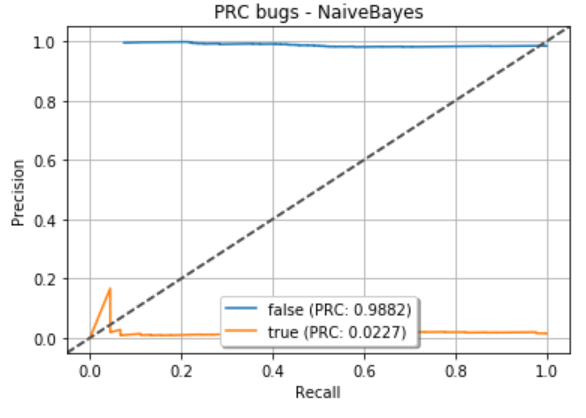 PRC bugs - NaiveBayes
1.0
0.8
0.6
0.4
0.2
0.0
Precision
false (PRC: 0.9882)
true (PRC: 0.0227)
0.0 0.2 0.4 0.6 0.8 1.0
Recall